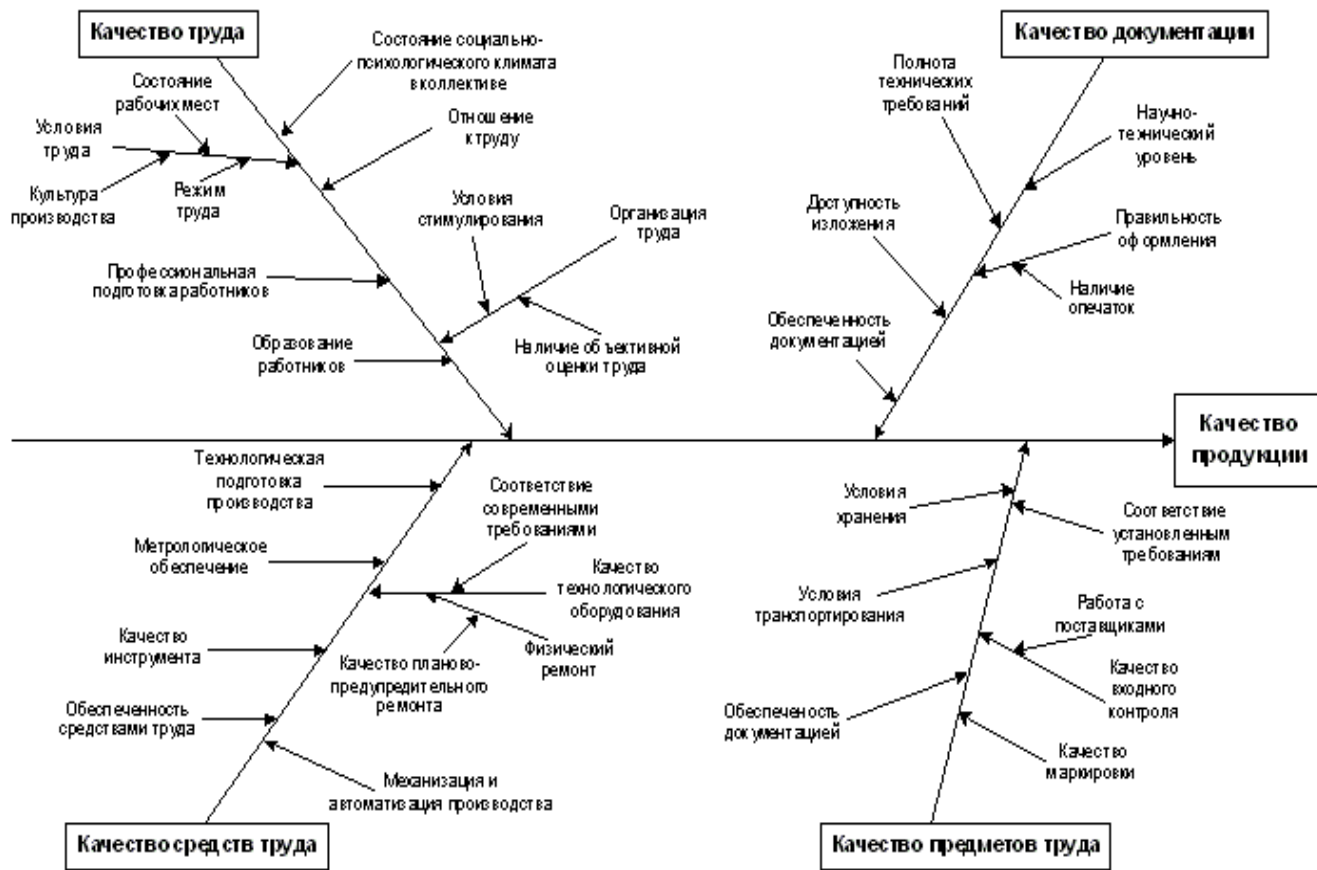 Качество труда
Состояние социально-
психологического климата
в коллективе
Состояние
рабочих мест
Отношение
к труду
Условия
труда
Культура
производства
Режим
труда
Условия
стимулирования
Организация
труда
Профессиональная
подготовка работников
Образование
работников
Наличие объективной
оценки труда
Качество документации
Полнота
технических
требований
Научно-
технический
уровень
Доступность
изложения
Правильность
оформления
Наличие
опечаток
Обеспеченность
документацией
Качество
продукции
Технологическая
подготовка
производства
Соответствие
современными
требованиями
Метрологическое
обеспечение
Качество
технологического
оборудования
Качество
инструмента
Качество планово-
предупредительного
ремонта
Физический
ремонт
Обеспеченность
средствами труда
Механизация и
автоматизация производства
Качество средств труда
Условия
хранения
Соответствие
установленным
требованиям
Условия
транспортирования
Работа с
поставщиками
Качество
входного
контроля
Обеспеченость
документацией
Качество
маркировки
Качество предметов труда